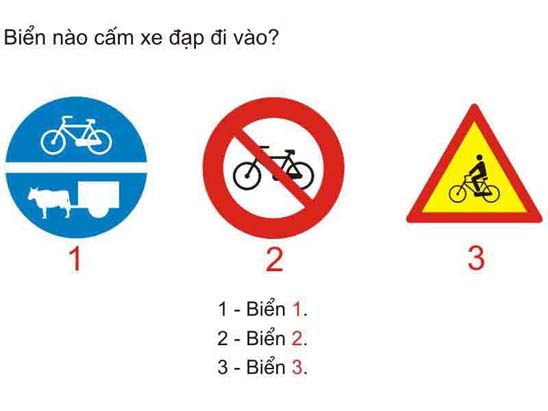 Biển nào cấm xe đạp đi vào?
1 2 3
1 - Biển 1.
2 - Biển 2.
3 - Biển 3.